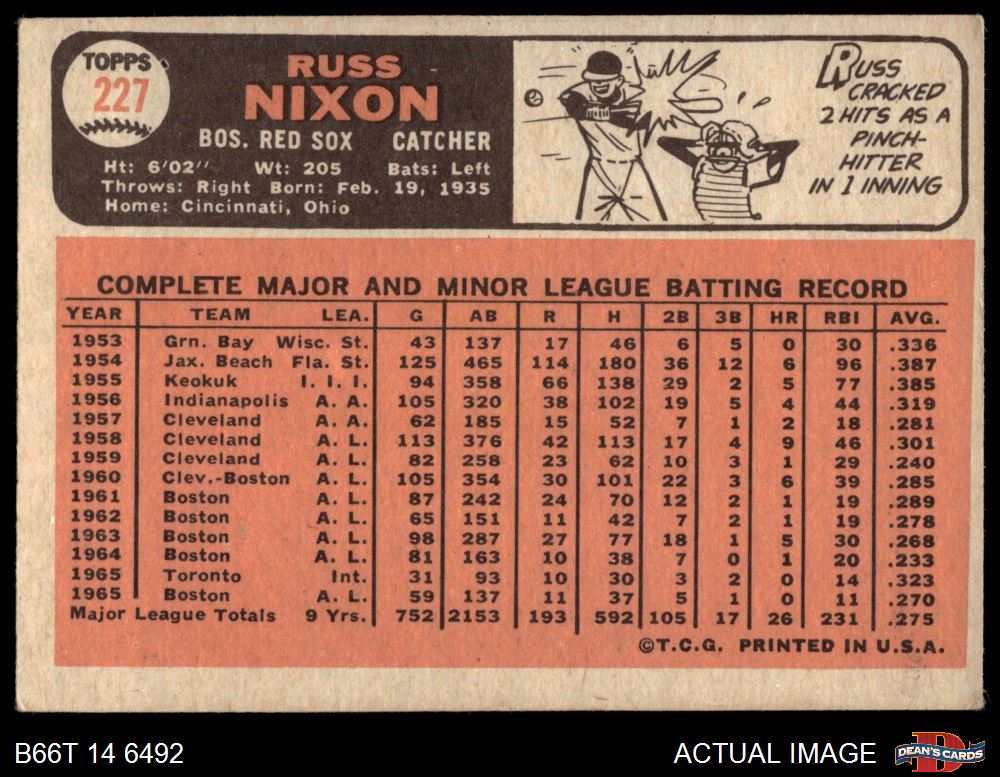 TOPPS
227
RUSS
NIXON
BOS. RED SOX CATCHER
Ht: 6'02" Wt: 205 Bats: Left
Throws: Right Born: Feb. 19, 1935
Home: Cincinnati, Ohio
RUSS
CRACKED
2 HITS AS A
PINCH-
HITTER
IN 1 INNING
COMPLETE MAJOR AND MINOR LEAGUE BATTING RECORD
YEAR TEAM LEA. G AB R H 2B 3B HR RBI AVG.
1953 Grn. Bay Wisc. St. 43 137 17 46 6 5 0 30 .336
1954 Jax. Beach Fla. St. 125 465 114 180 36 12 6 96 .387
1955 Keokuk I. I. I. 94 358 66 138 29 2 5 77 .385
1956 Indianapolis A. A. 105 320 38 102 19 5 4 44 .319
1957 Cleveland A. A. 62 185 15 52 7 1 2 18 .281
1958 Cleveland A. L. 113 376 42 113 17 4 9 46 .301
1959 Cleveland A. L. 82 258 23 62 10 3 1 29 .240
1960 Clev.-Boston A. L. 105 354 30 101 22 3 6 39 .285
1961 Boston A. L. 87 242 24 70 12 2 1 19 .289
1962 Boston A. L. 65 151 11 42 7 2 1 19 .278
1963 Boston A. L. 98 287 27 77 18 1 5 30 .268
1964 Boston A. L. 81 163 10 38 7 0 1 20 .233
1965 Toronto Int. 31 93 10 30 3 2 0 14 .323
1965 Boston A. L. 59 137 11 37 5 1 0 11 .270
Major League Totals 9 Yrs. 752 2153 193 592 105 17 26 231 .275
©T.C.G. PRINTED IN U.S.A.
B66T 14 6492 ACTUAL IMAGE DEAN'S CARDS